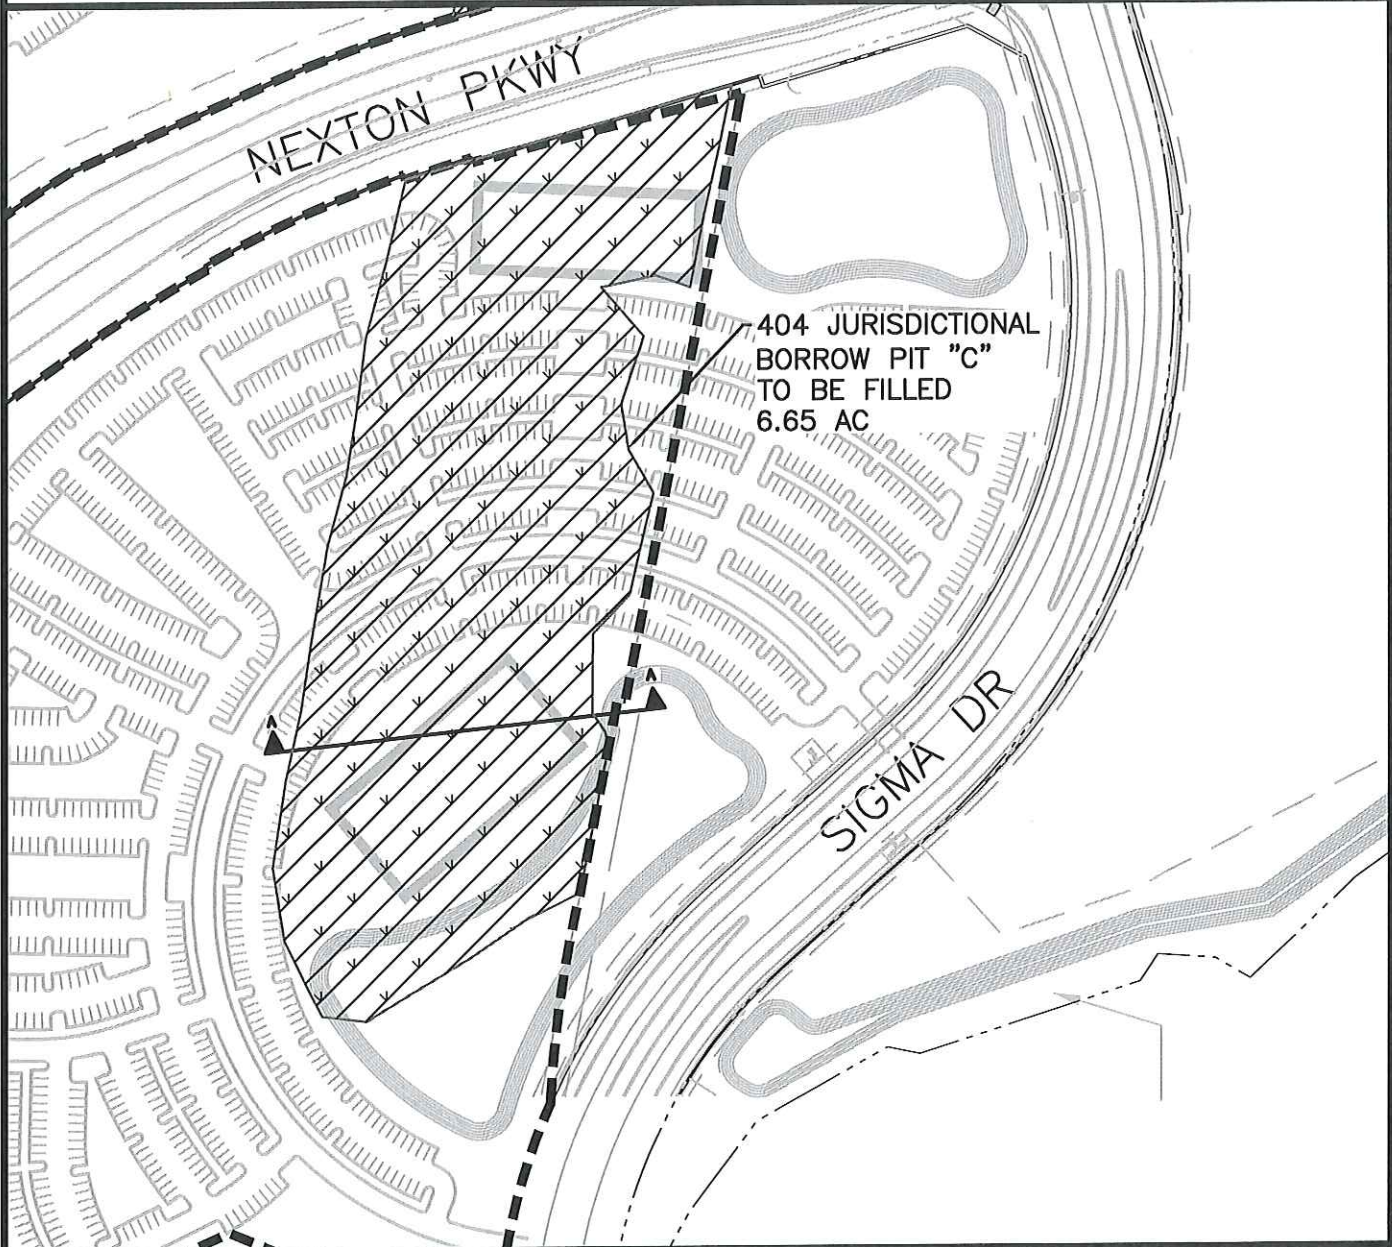 NEXTON PKWY
404 JURISDICTIONAL
BORROW PIT "C"
TO BE FILLED
6.65 AC
A
A
SIGMA DR